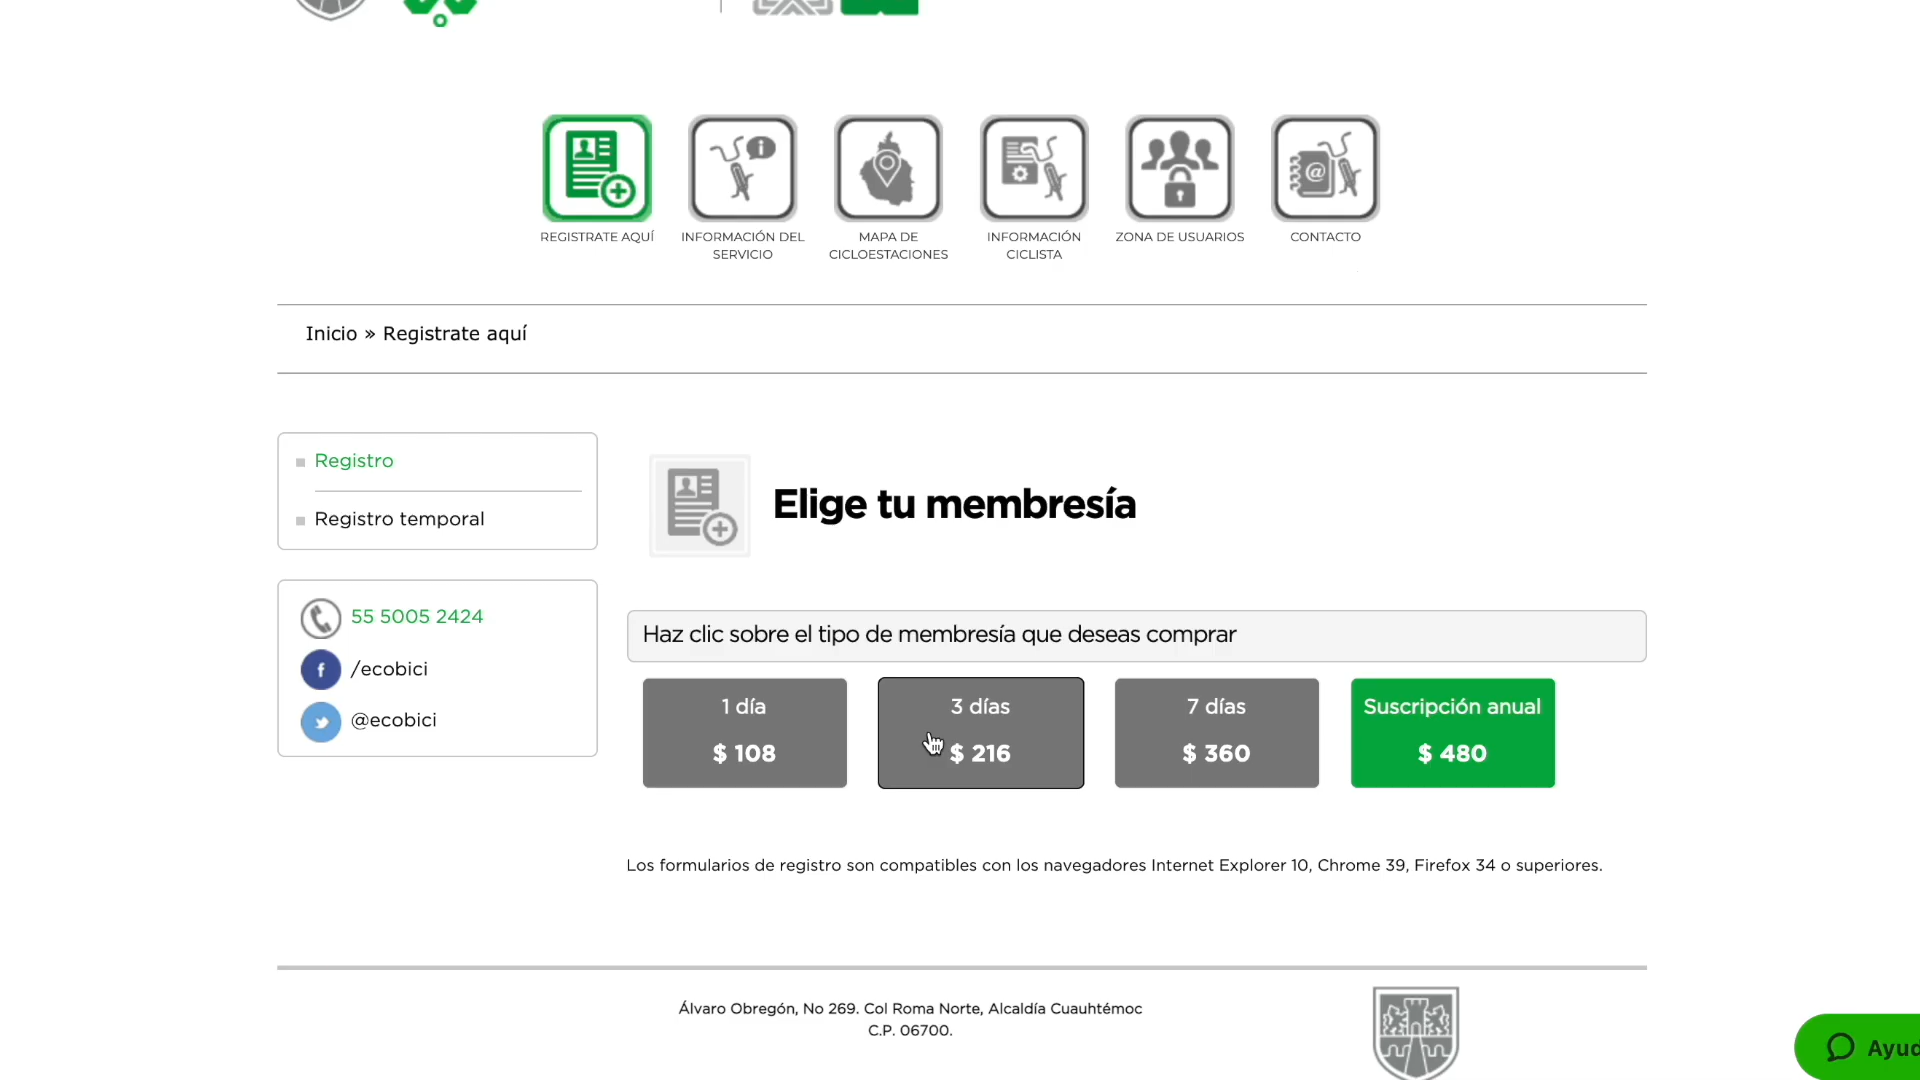 REGISTRATE AQUÍ
INFORMACIÓN DEL
SERVICIO
MAPA DE
CICLOESTACIONES
INFORMACIÓN
CICLISTA
ZONA DE USUARIOS
CONTACTO
Inicio » Registrate aquí
Registro
Registro temporal
55 5005 2424
/ecobici
@ecobici
Elige tu membresía
Haz clic sobre el tipo de membresía que deseas comprar
1 día
$ 108
3 días
$ 216
7 días
$ 360
Suscripción anual
$ 480
Los formularios de registro son compatibles con los navegadores Internet Explorer 10, Chrome 39, Firefox 34 o superiores.
Álvaro Obregón, No 269. Col Roma Norte, Alcaldía Cuauhtémoc
C.P. 06700.